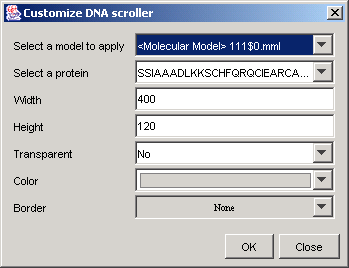 Customize DNA scroller
Select a model to apply <Molecular Model> 111$0.mml
Select a protein SSIAAADLKKSCHFQRQCIEARCA...
Width 400
Height 120
Transparent No
Color
Border None
OK Close